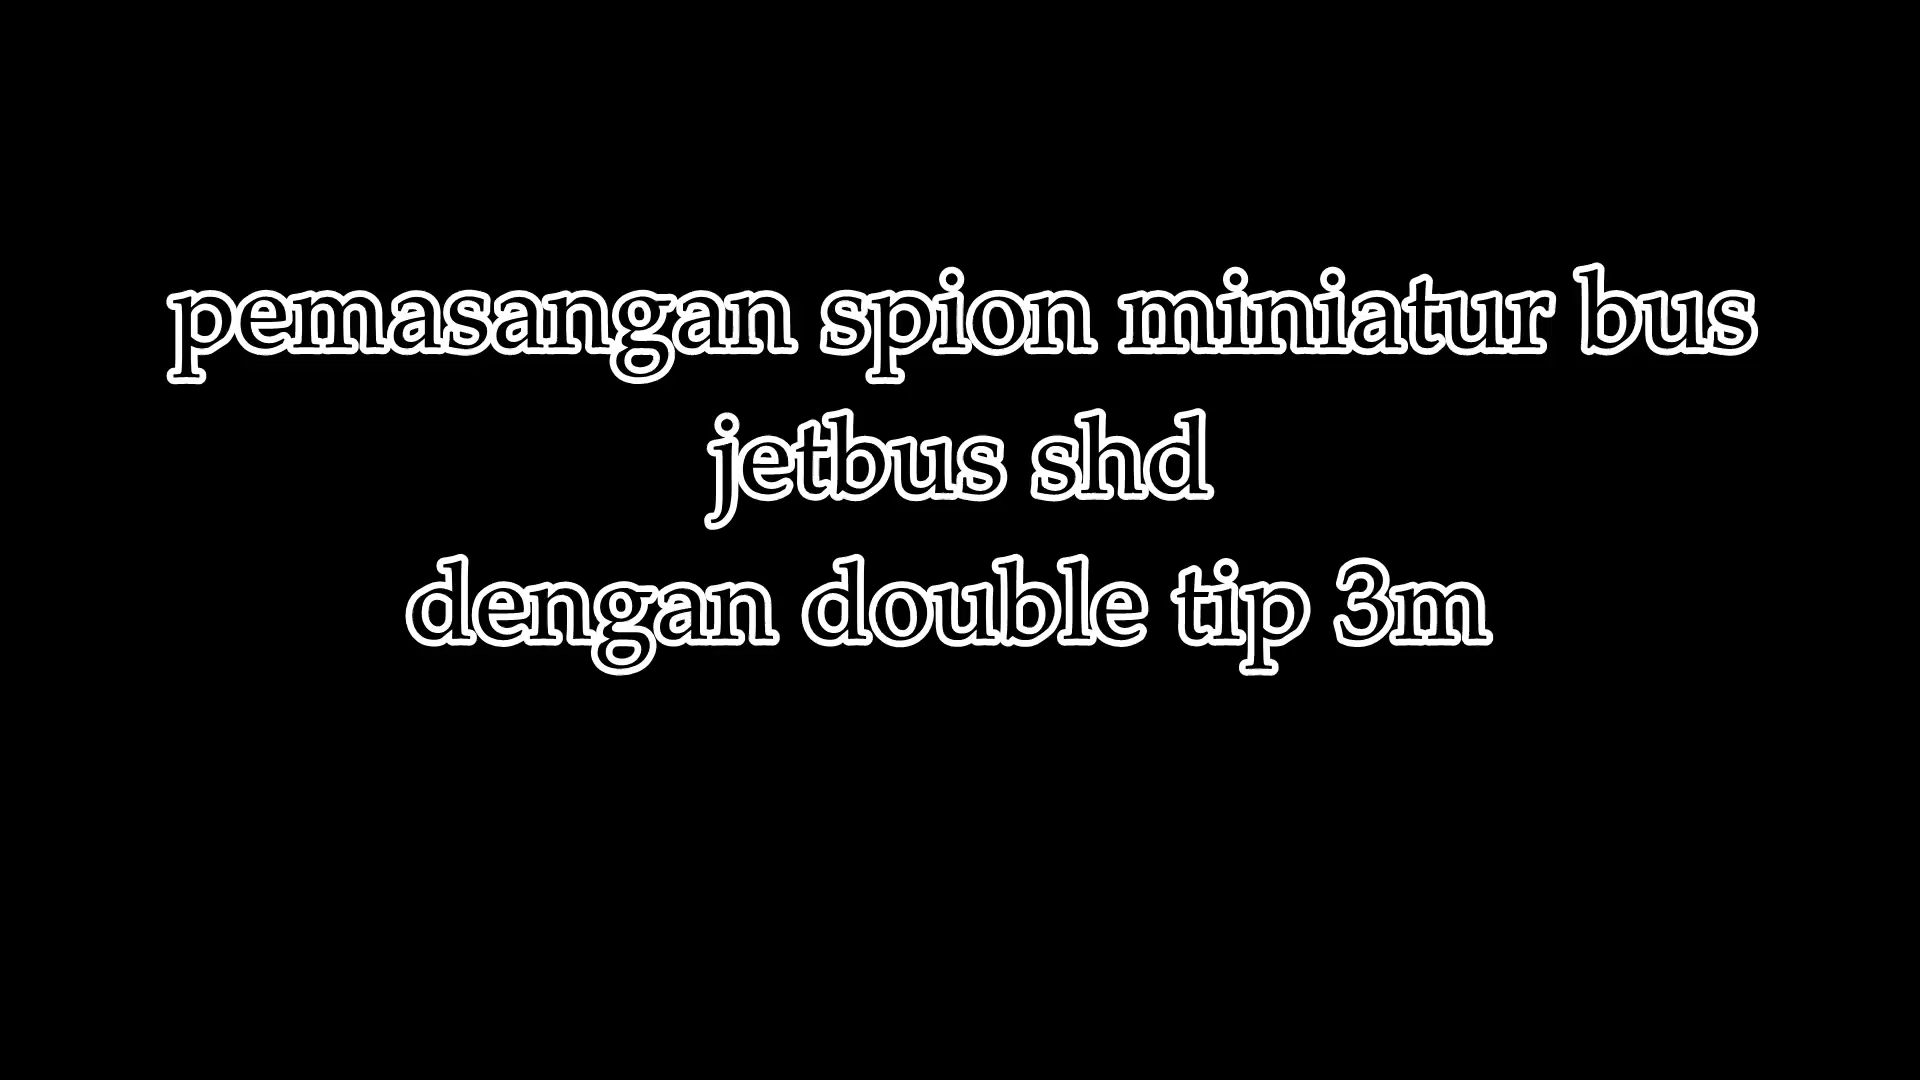 pemasangan spion miniatur bus
jetbus shd
dengan double tip 3m